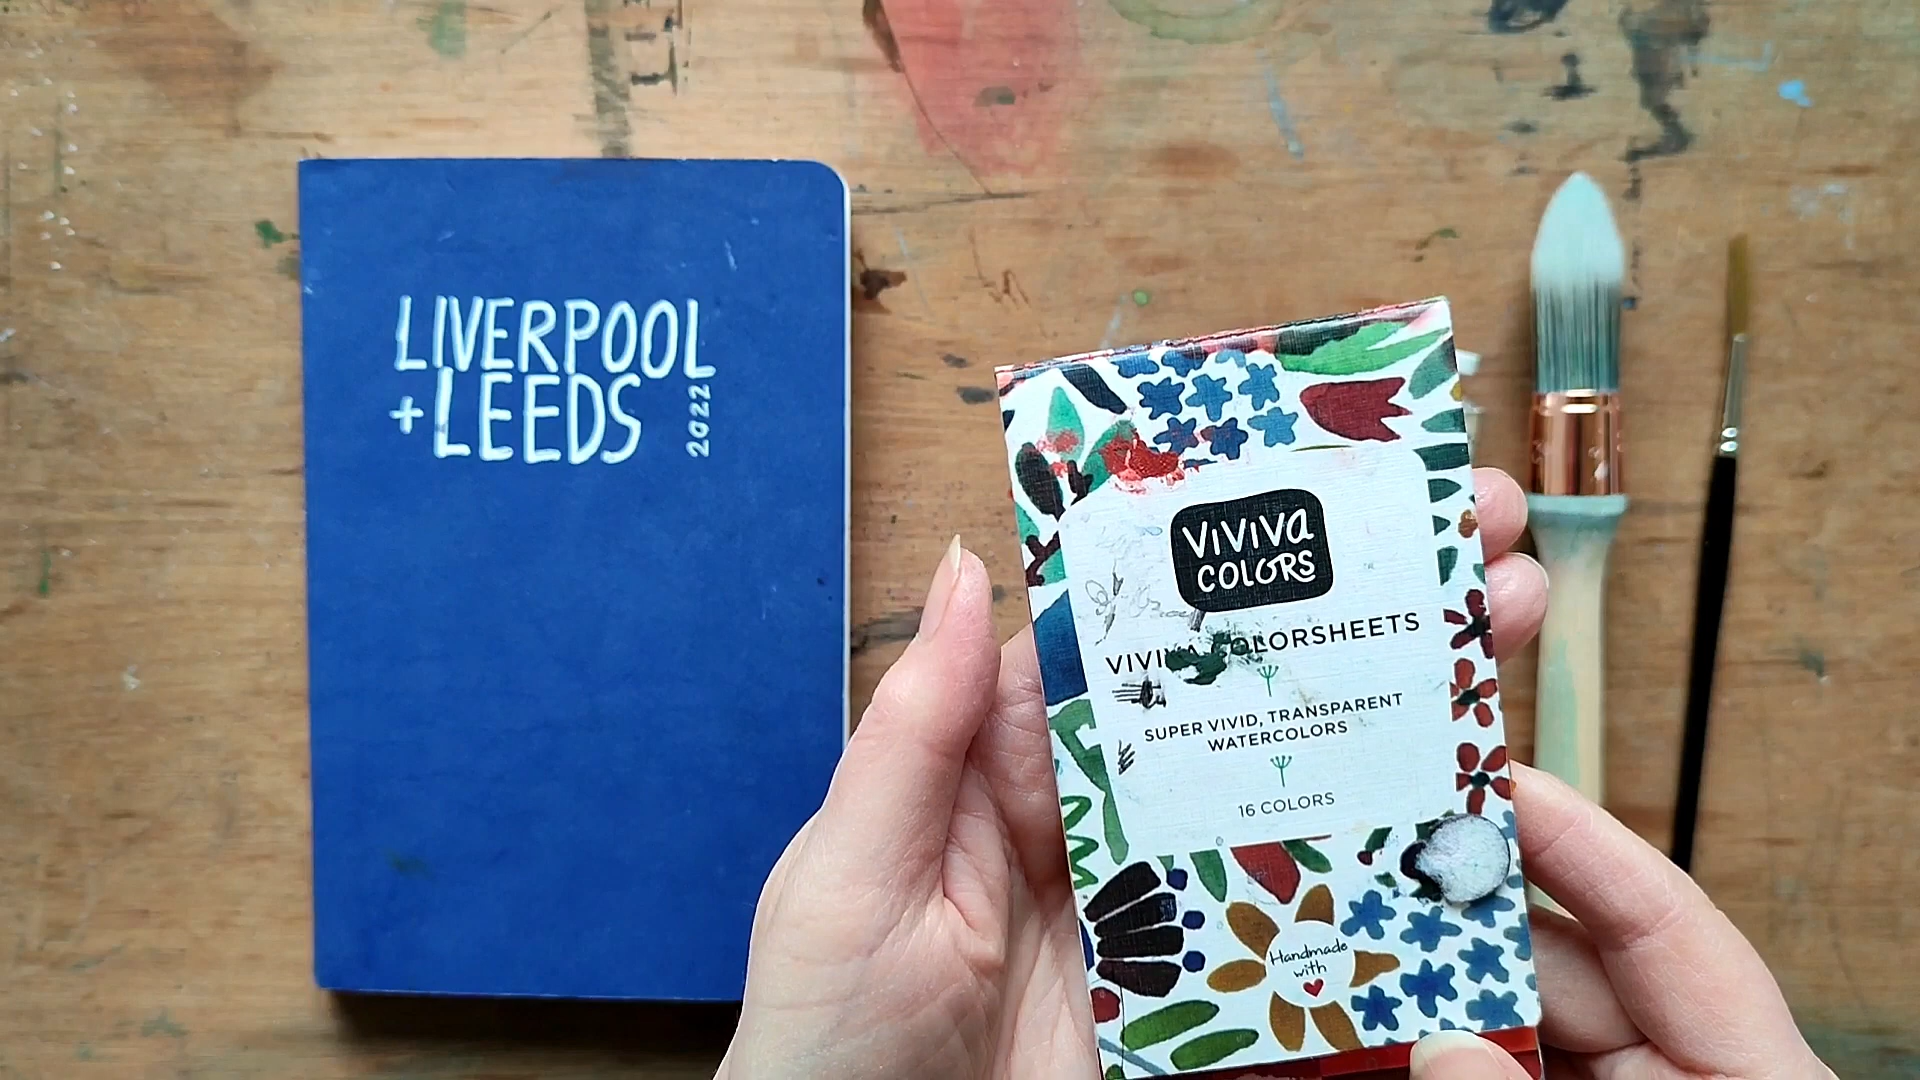 LIVERPOOL
+ LEEDS
2022
VIVIVA
COLORS
VIVIVA COLORSHEETS
SUPER VIVID, TRANSPARENT
WATERCOLORS
16 COLORS
Handmade
with